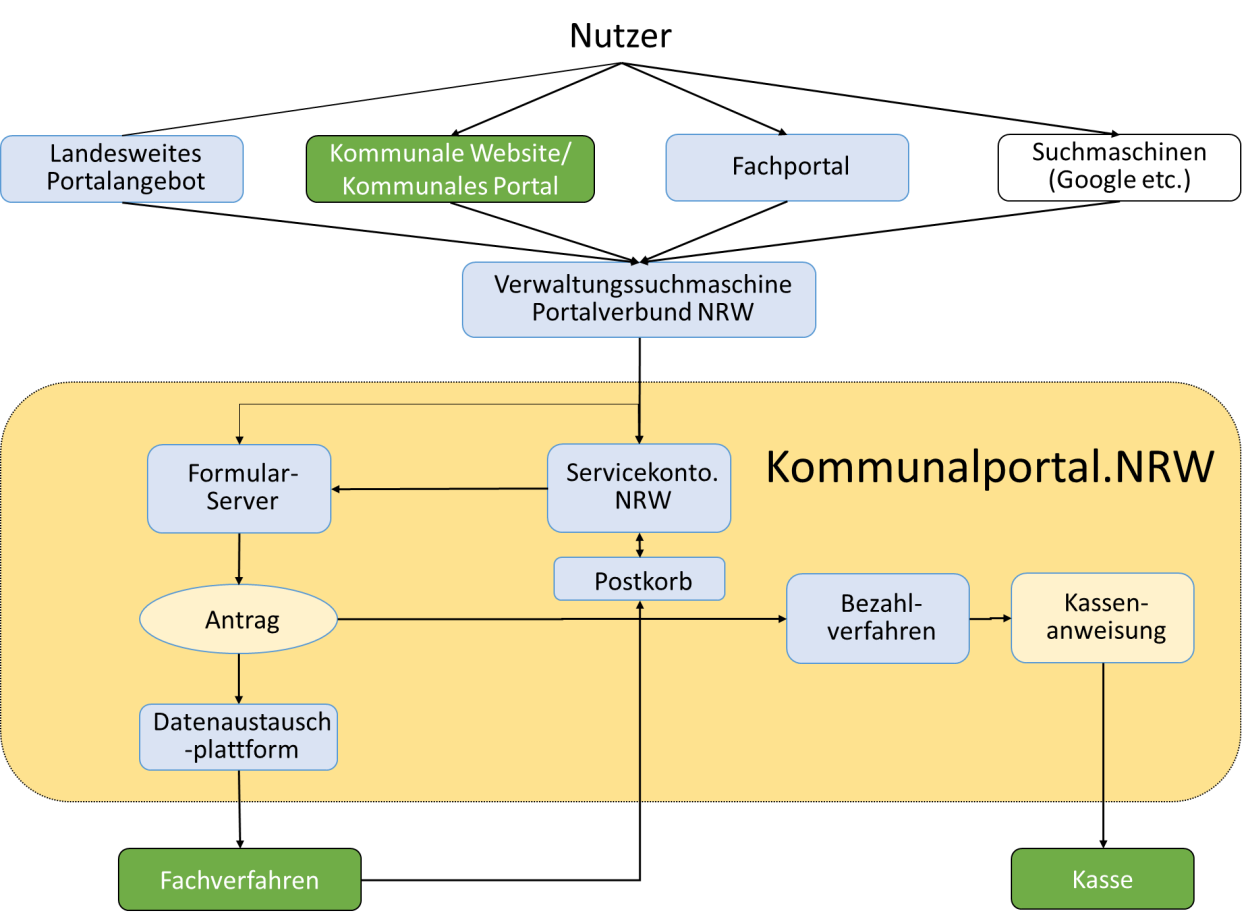 Nutzer
Landesweites
Portalangebot
Kommunale Website/
Kommunales Portal
Fachportal
Suchmaschinen
(Google etc.)
Verwaltungssuchmaschine
Portalverbund NRW
Kommunalportal.NRW
Formular-
Server
Servicekonto.
NRW
Postkorb
Antrag
Bezahl-
verfahren
Kassen-
anweisung
Datenaustausch
-plattform
Fachverfahren
Kasse